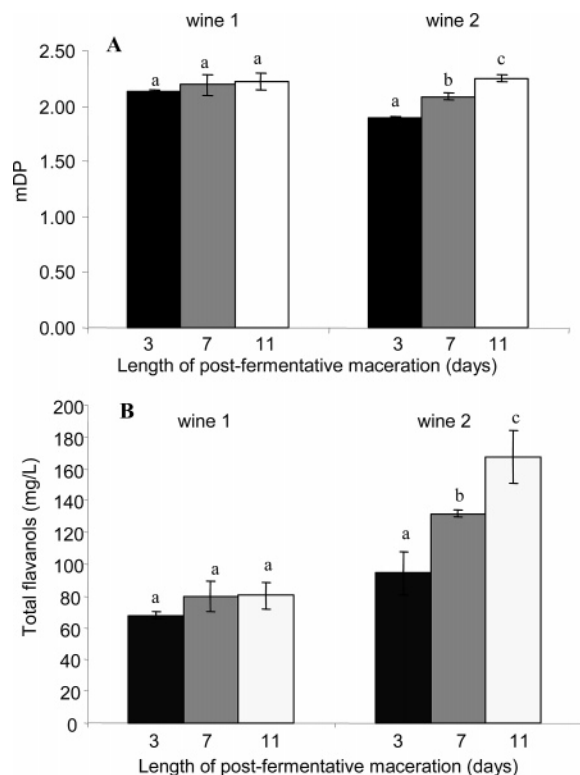 wine 1 wine 2
A
2.50
2.00
1.50
1.00
0.50
0.00
mDP
a a a
a b c
3 7 11 3 7 11
Length of post-fermentative maceration (days)
B
wine 1 wine 2
200
180
160
140
120
100
80
60
40
20
0
Total flavanols (mg/L)
a a a
a b c
3 7 11 3 7 11
Length of post-fermentative maceration (days)